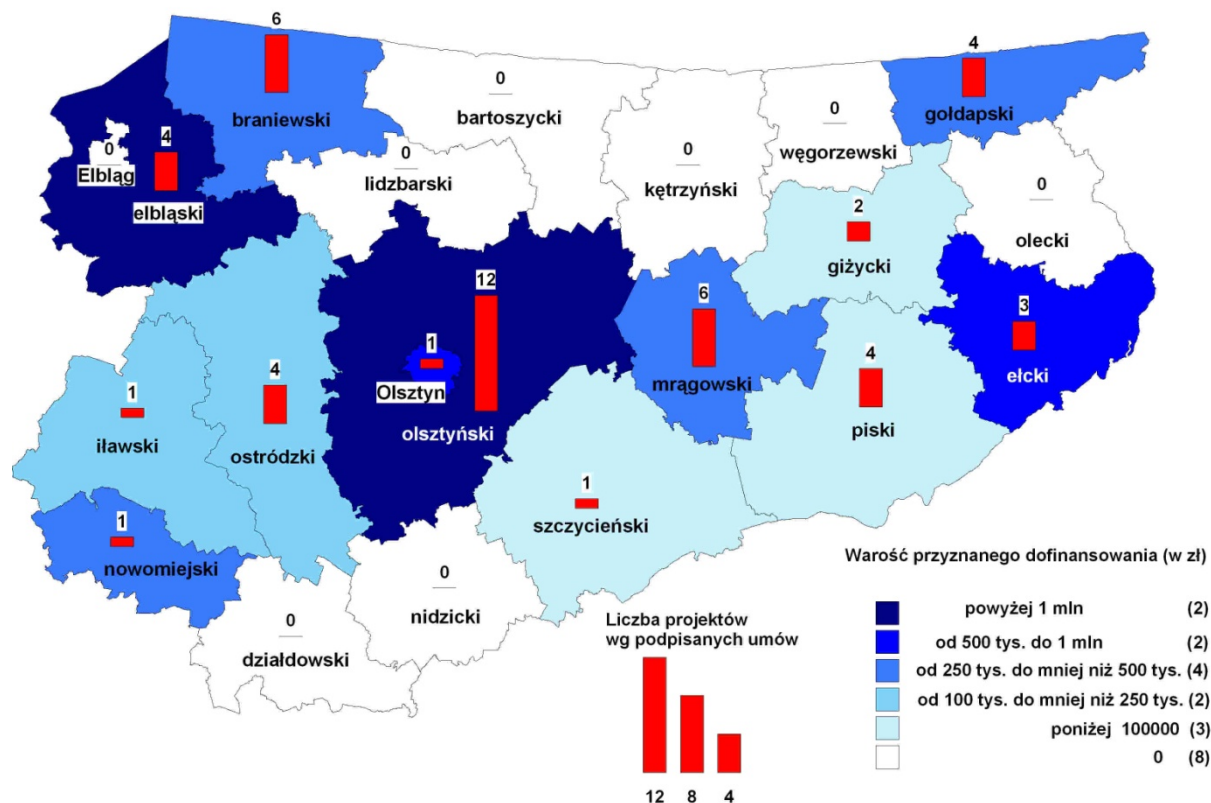 6
braniewski
0
bartoszycki
0
węgorzewski
4
gołdapski
0
Elbląg
4
elbląski
0
lidzbarski
0
kętrzyński
2
giżycki
0
olecki
12
olsztyński
1
Olsztyn
6
mrągowski
4
piski
3
ełcki
1
iławski
4
ostródzki
1
szczycieński
1
nowomiejski
0
nidzicki
0
działdowski
Liczba projektów
wg podpisanych umów
12 8 4
Warość przyznanego dofinansowania (w zł)
powyżej 1 mln (2)
od 500 tys. do 1 mln (2)
od 250 tys. do mniej niż 500 tys. (4)
od 100 tys. do mniej niż 250 tys. (2)
poniżej 100000 (3)
0 (8)